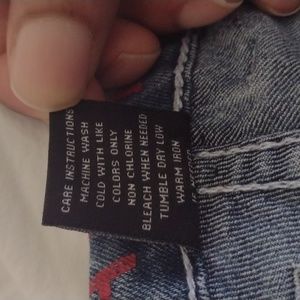 CARE INSTRUCTIONS
MACHINE WASH
COLD WITH LIKE
COLORS ONLY
NON CHLORINE
BLEACH WHEN NEEDED
TUMBLE DRY LOW
WARM IRON